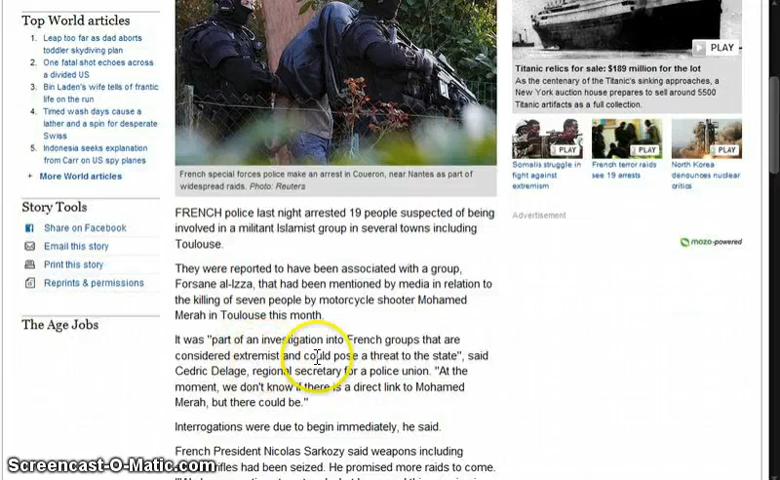 Top World articles
1. Leap too far as dad aborts
toddler skydiving plan
2. One fatal shot echoes across
a divided US
3. Bin Laden's wife tells of frantic
life on the run
4. Timed wash days cause a
lather and a spin for desperate
Swiss
5. Indonesia seeks explanation
from Carr on US spy planes
+ More World articles
Story Tools
Share on Facebook
Email this story
Print this story
Reprints & permissions
The Age Jobs
French special forces police make an arrest in Coueron, near Nantes as part of
widespread raids. Photo: Reuters
FRENCH police last night arrested 19 people suspected of being
involved in a militant Islamist group in several towns including
Toulouse.
They were reported to have been associated with a group,
Forsane al-Izza, that had been mentioned by media in relation to
the killing of seven people by motorcycle shooter Mohamed
Merah in Toulouse this month.
It was "part of an investigation into French groups that are
considered extremist and could pose a threat to the state", said
Cedric Delage, regional secretary for a police union. "At the
moment, we don't know if there is a direct link to Mohamed
Merah, but there could be."
Interrogations were due to begin immediately, he said.
French President Nicolas Sarkozy said weapons including
rifles had been seized. He promised more raids to come.
PLAY
Titanic relics for sale: $189 million for the lot
As the centenary of the Titanic's sinking approaches, a
New York auction house prepares to sell around 5500
Titanic artifacts as a full collection.
PLAY
PLAY
PLAY
Somalis struggle in
fight against
extremism
French terror raids
see 19 arrests
North Korea
denounces nuclear
critics
Advertisement
mozo-powered
Screencast-O-Matic.com